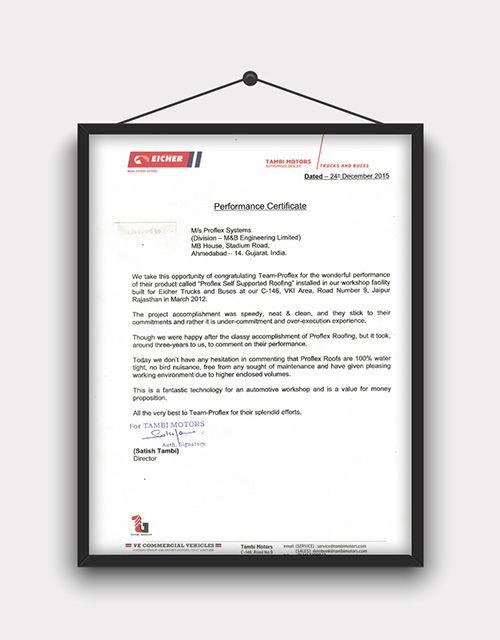 EICHER
www.eicher.in/vsb
TAMBI MOTORS
AUTHORISED DEALER
TRUCKS AND BUSES
Dated – 24th December 2015
Performance Certificate
M/s Proflex Systems
(Division – M&B Engineering Limited)
MB House, Stadium Road,
Ahmedabad -- 14. Gujarat. India.
We take this opportunity of congratulating Team-Proflex for the wonderful performance
of their product called "Proflex Self Supported Roofing" installed in our workshop facility
built for Eicher Trucks and Buses at our C-146, VKI Area, Road Number 9, Jaipur
Rajasthan in March 2012.
The project accomplishment was speedy, neat & clean, and they stick to their
commitments and rather it is under-commitment and over-execution experience.
Though we were happy after the classy accomplishment of Proflex Roofing, but it took,
around three-years to us, to comment on their performance.
Today we don't have any hesitation in commenting that Proflex Roofs are 100% water
tight, no bird nuisance, free from any sought of maintenance and have given pleasing
working environment due to higher enclosed volumes.
This is a fantastic technology for an automotive workshop and is a value for money
proposition.
All the very best to Team-Proflex for their splendid efforts.
For TAMBI MOTORS
Auth. Signatory
(Satish Tambi)
Director
TAMBI GROUP
VE COMMERCIAL VEHICLES
A VOLVO GROUP AND EICHER MOTORS JOINT VENTURE
Tambi Motors
C-146, Road No 9
email (SERVICE): service@tambimotors.com